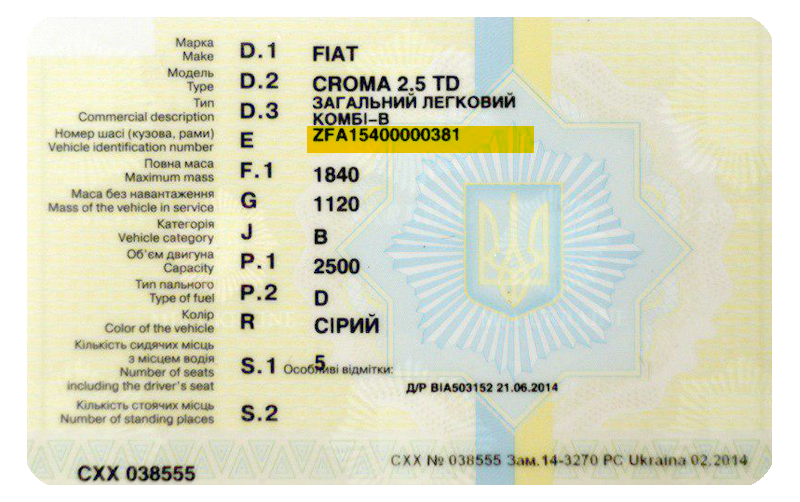 Марка
Make D.1 FIAT
Модель
Type D.2 CROMA 2.5 TD
Тип
Commercial description D.3 ЗАГАЛЬНИЙ ЛЕГКОВИЙ
КОМБІ-В
Номер шасі (кузова, рами)
Vehicle identification number E ZFA15400000381
Повна маса
Maximum mass F.1 1840
Маса без навантаження
Mass of the vehicle in service G 1120
Категорія
Vehicle category J B
Об'єм двигуна
Capacity P.1 2500
Тип пального
Type of fuel P.2 D
Колір
Color of the vehicle R СІРИЙ
Кількість сидячих місць
з місцем водія
Number of seats
including the driver's seat S.1 5
Особливі відмітки:
Д/Р ВІА503152 21.06.2014
Кількість стоячих місць
Number of standing places S.2
СХХ 038555
СХХ № 038555 Зам.14-3270 РС Ukraina 02.2014